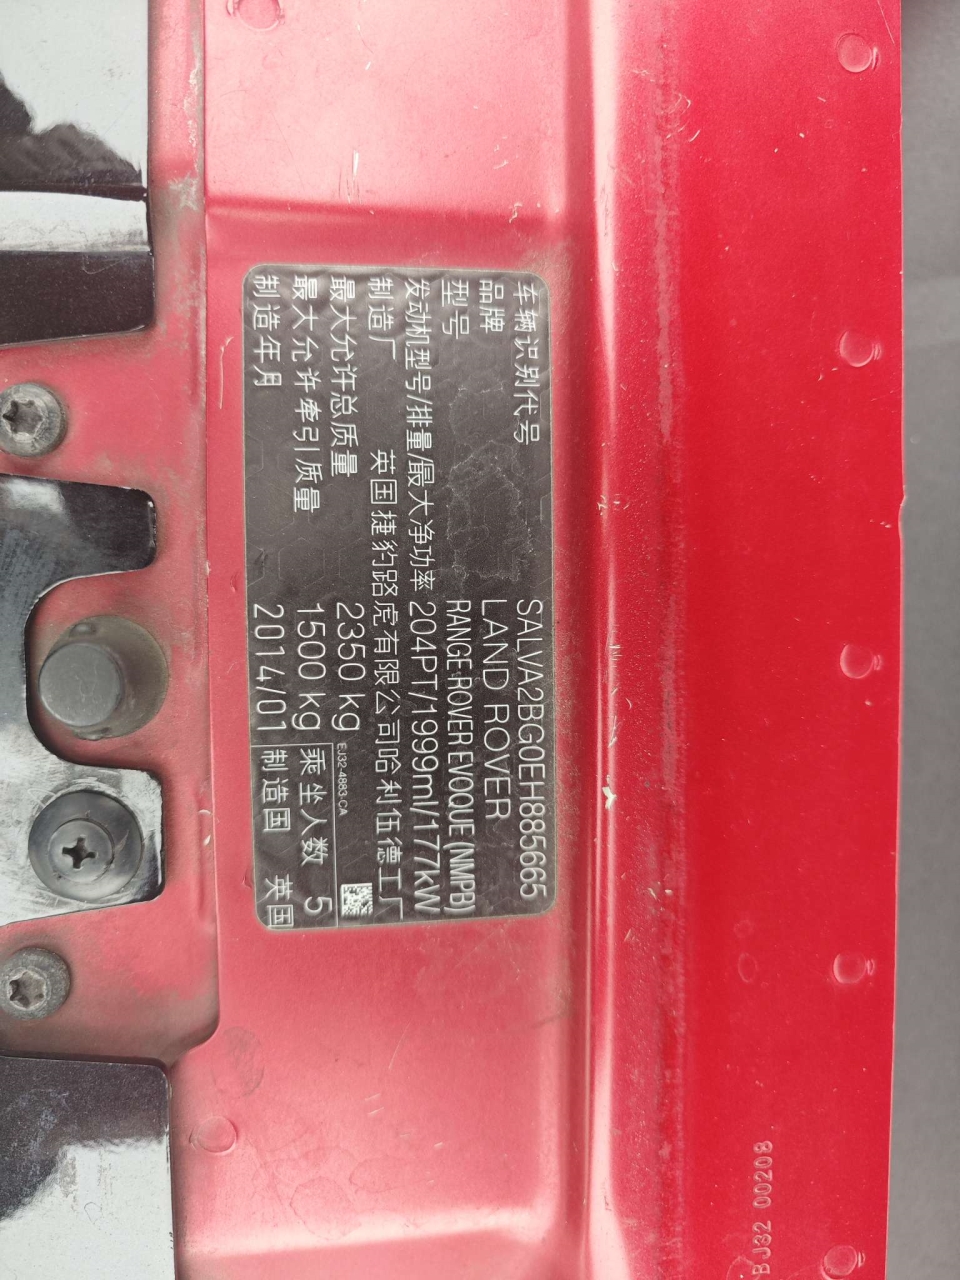 车辆识别代号 SALVA2BG0EH885665
品牌 LAND ROVER
型号 RANGE ROVER EVOQUE (NMPB)
发动机型号/排量/最大净功率 204PT/1999ml/177kW
制造厂 英国捷豹路虎有限公司哈利伍德工厂
最大允许总质量 2350 kg
EJ32-4883-CA
最大允许牵引质量 1500 kg 乘坐人数 5
制造年月 2014/01 制造国 英国
BJ32 00208